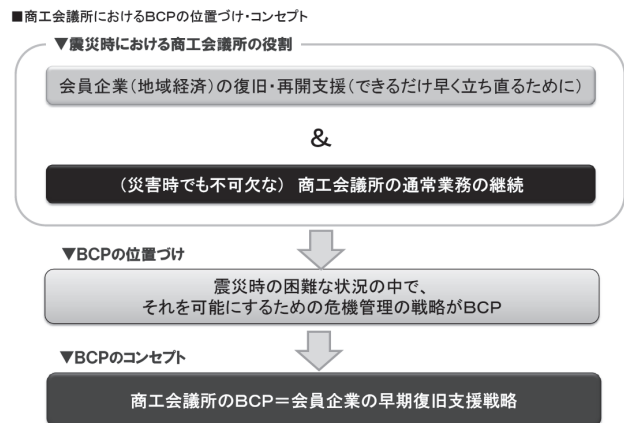 ■商工会議所におけるBCPの位置づけ・コンセプト
▼震災時における商工会議所の役割
会員企業(地域経済)の復旧・再開支援(できるだけ早く立ち直るために)
&
(災害時でも不可欠な) 商工会議所の通常業務の継続
▼BCPの位置づけ
震災時の困難な状況の中で、
それを可能にするための危機管理の戦略がBCP
▼BCPのコンセプト
商工会議所のBCP=会員企業の早期復旧支援戦略